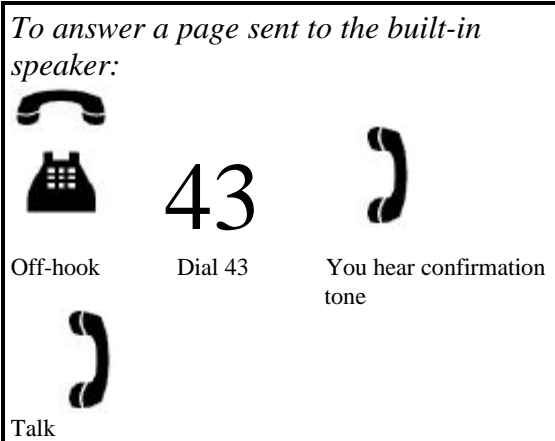 To answer a page sent to the built-in
speaker:
43
Off-hook Dial 43 You hear confirmation
tone
Talk